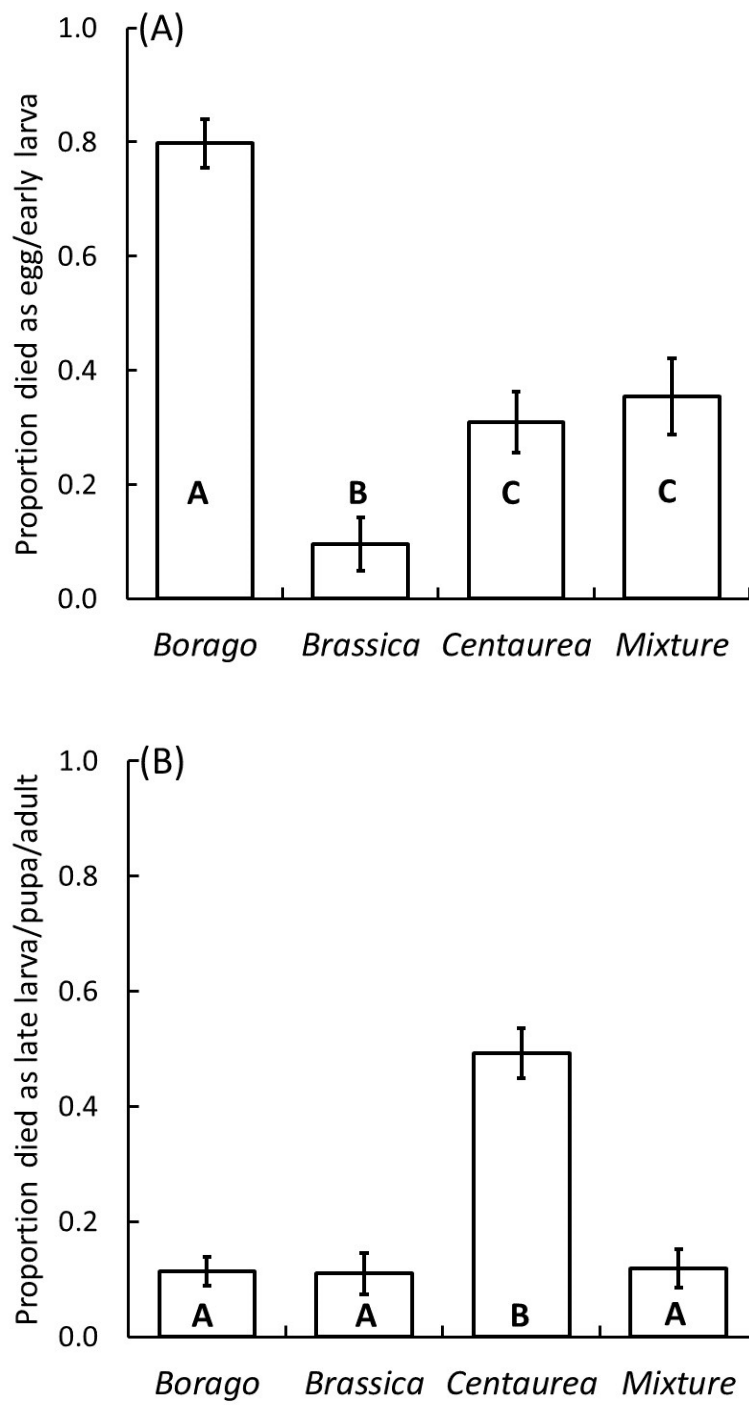 (A)
Proportion died as egg/early larva
1.0
0.8
0.6
0.4
0.2
0.0
A
B
C
C
Borago Brassica Centaurea Mixture
(B)
Proportion died as late larva/pupa/adult
1.0
0.8
0.6
0.4
0.2
0.0
A
A
B
A
Borago Brassica Centaurea Mixture